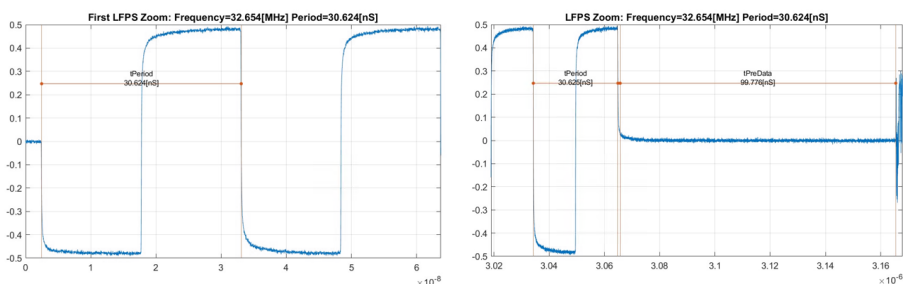 First LFPS Zoom: Frequency=32.654[MHz] Period=30.624[nS]
0.5
0.4
0.3
0.2
0.1
0
-0.1
-0.2
-0.3
-0.4
-0.5
tPeriod
30.624[nS]
0 1 2 3 4 5 6
×10⁻⁸
LFPS Zoom: Frequency=32.654[MHz] Period=30.624[nS]
0.5
0.4
0.3
0.2
0.1
0
-0.1
-0.2
-0.3
-0.4
-0.5
tPeriod
30.625[nS]
tPreData
99.776[nS]
3.02 3.04 3.06 3.08 3.1 3.12 3.14 3.16
×10⁻⁶